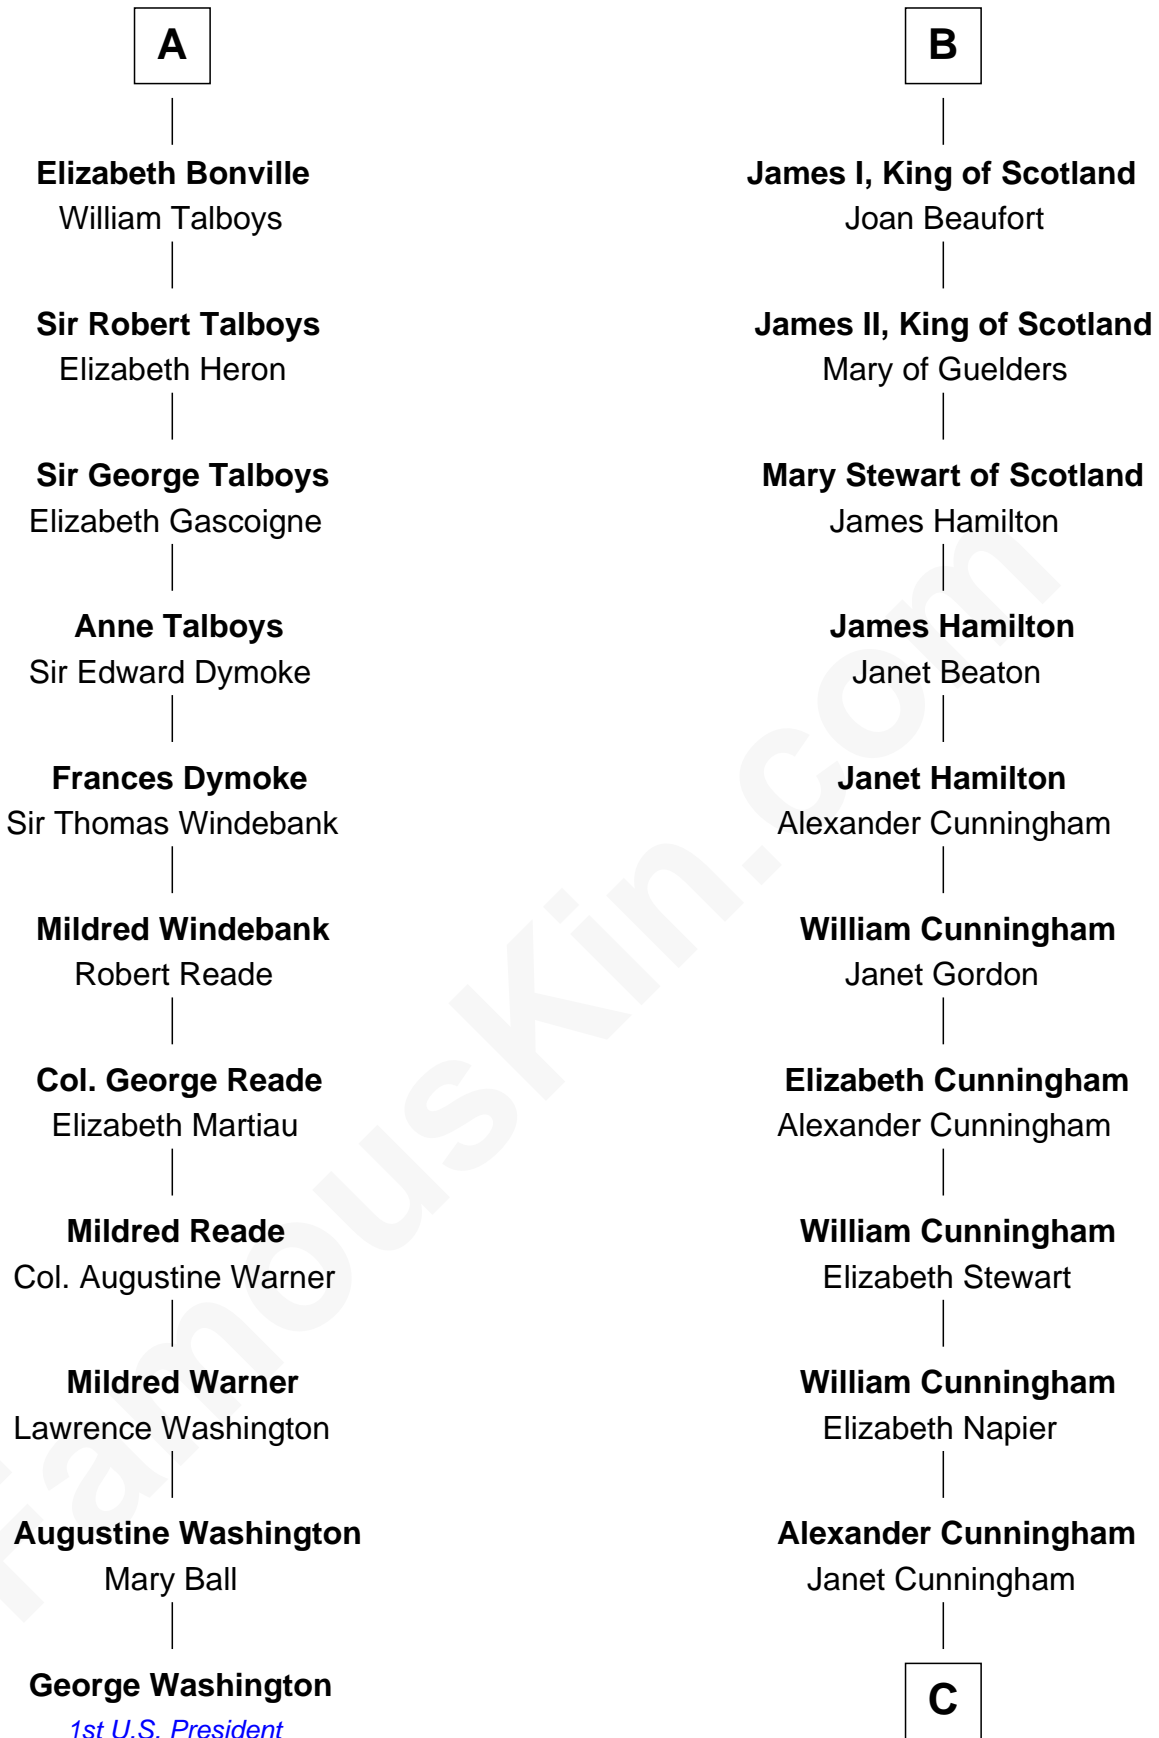 A
Elizabeth Bonville
William Talboys
Sir Robert Talboys
Elizabeth Heron
Sir George Talboys
Elizabeth Gascoigne
Anne Talboys
Sir Edward Dymoke
Frances Dymoke
Sir Thomas Windebank
Mildred Windebank
Robert Reade
Col. George Reade
Elizabeth Martiau
Mildred Reade
Col. Augustine Warner
Mildred Warner
Lawrence Washington
Augustine Washington
Mary Ball
George Washington
1st U.S. President
B
James I, King of Scotland
Joan Beaufort
James II, King of Scotland
Mary of Guelders
Mary Stewart of Scotland
James Hamilton
James Hamilton
Janet Beaton
Janet Hamilton
Alexander Cunningham
William Cunningham
Janet Gordon
Elizabeth Cunningham
Alexander Cunningham
William Cunningham
Elizabeth Stewart
William Cunningham
Elizabeth Napier
Alexander Cunningham
Janet Cunningham
C
FamousKin.com